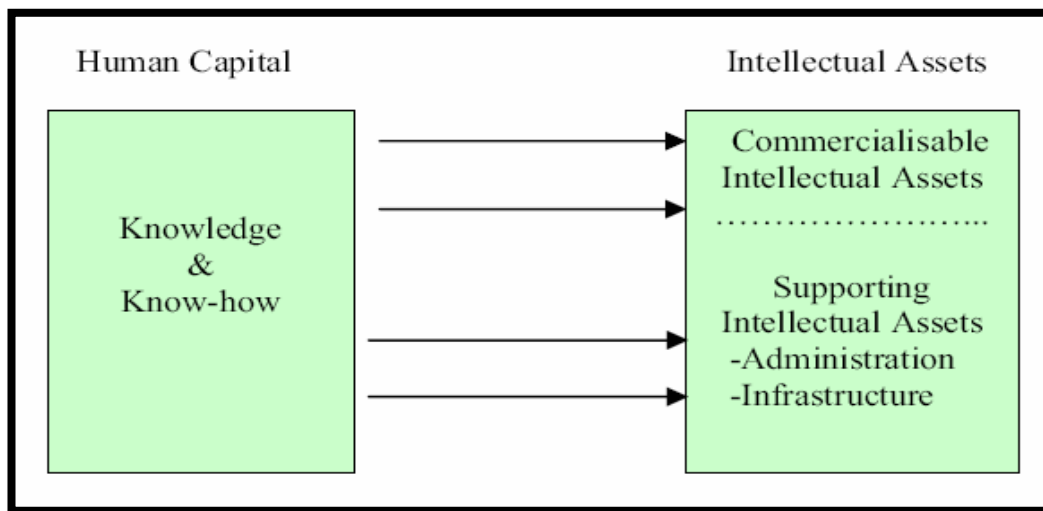 Human Capital
Intellectual Assets
Knowledge
&
Know-how
Commercialisable
Intellectual Assets
……………………...
Supporting
Intellectual Assets
-Administration
-Infrastructure